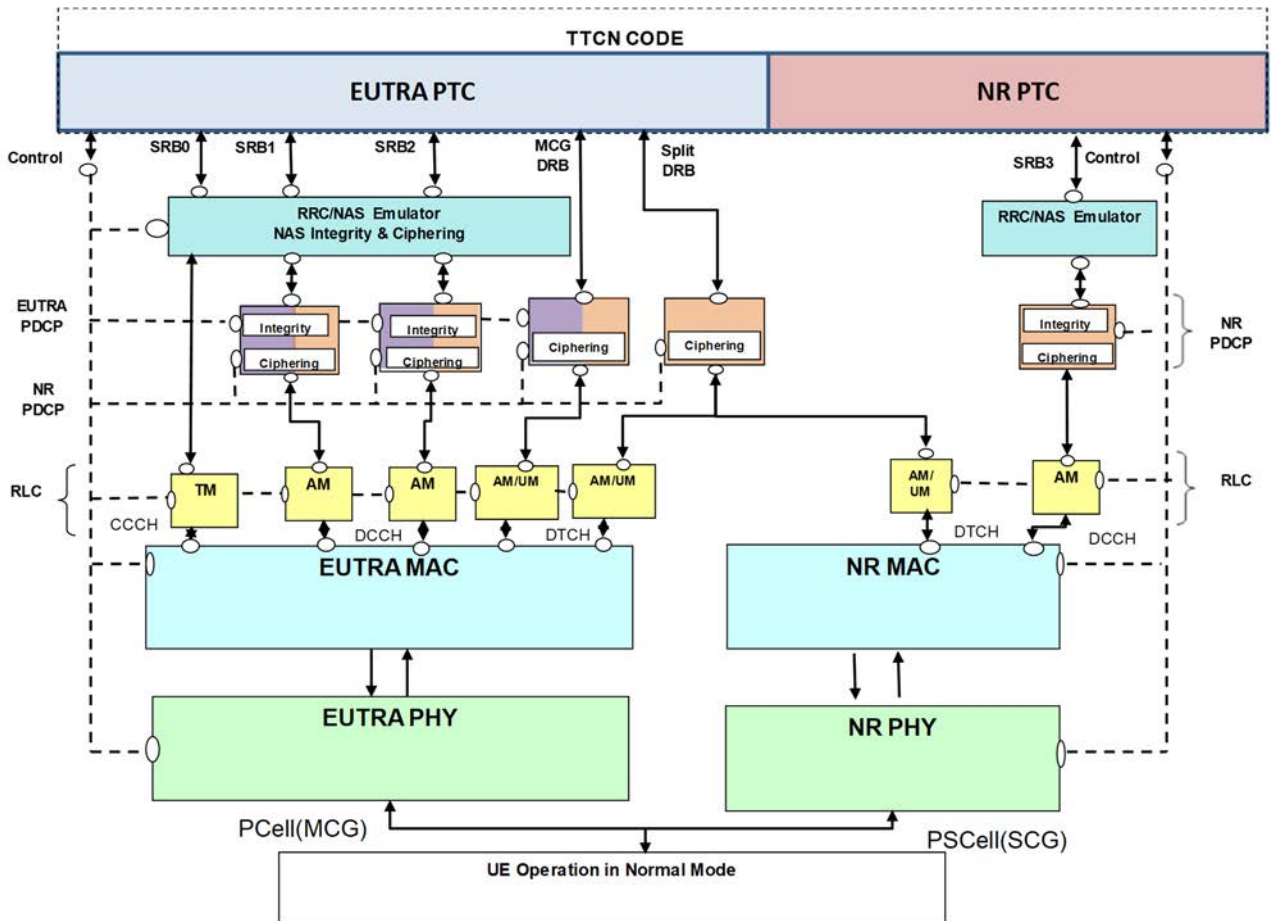 TTCN CODE
EUTRA PTC
NR PTC
Control
SRB0
SRB1
SRB2
MCG
DRB
Split
DRB
SRB3
Control
RRC/NAS Emulator
NAS Integrity & Ciphering
RRC/NAS Emulator
EUTRA
PDCP
Integrity
Ciphering
Integrity
Ciphering
Ciphering
Ciphering
Integrity
Ciphering
NR
PDCP
NR
PDCP
RLC
TM
AM
AM
AM/UM
AM/UM
AM/
UM
AM
RLC
CCCH
DCCH
DTCH
DTCH
DCCH
EUTRA MAC
NR MAC
EUTRA PHY
NR PHY
PCell(MCG)
PSCell(SCG)
UE Operation in Normal Mode